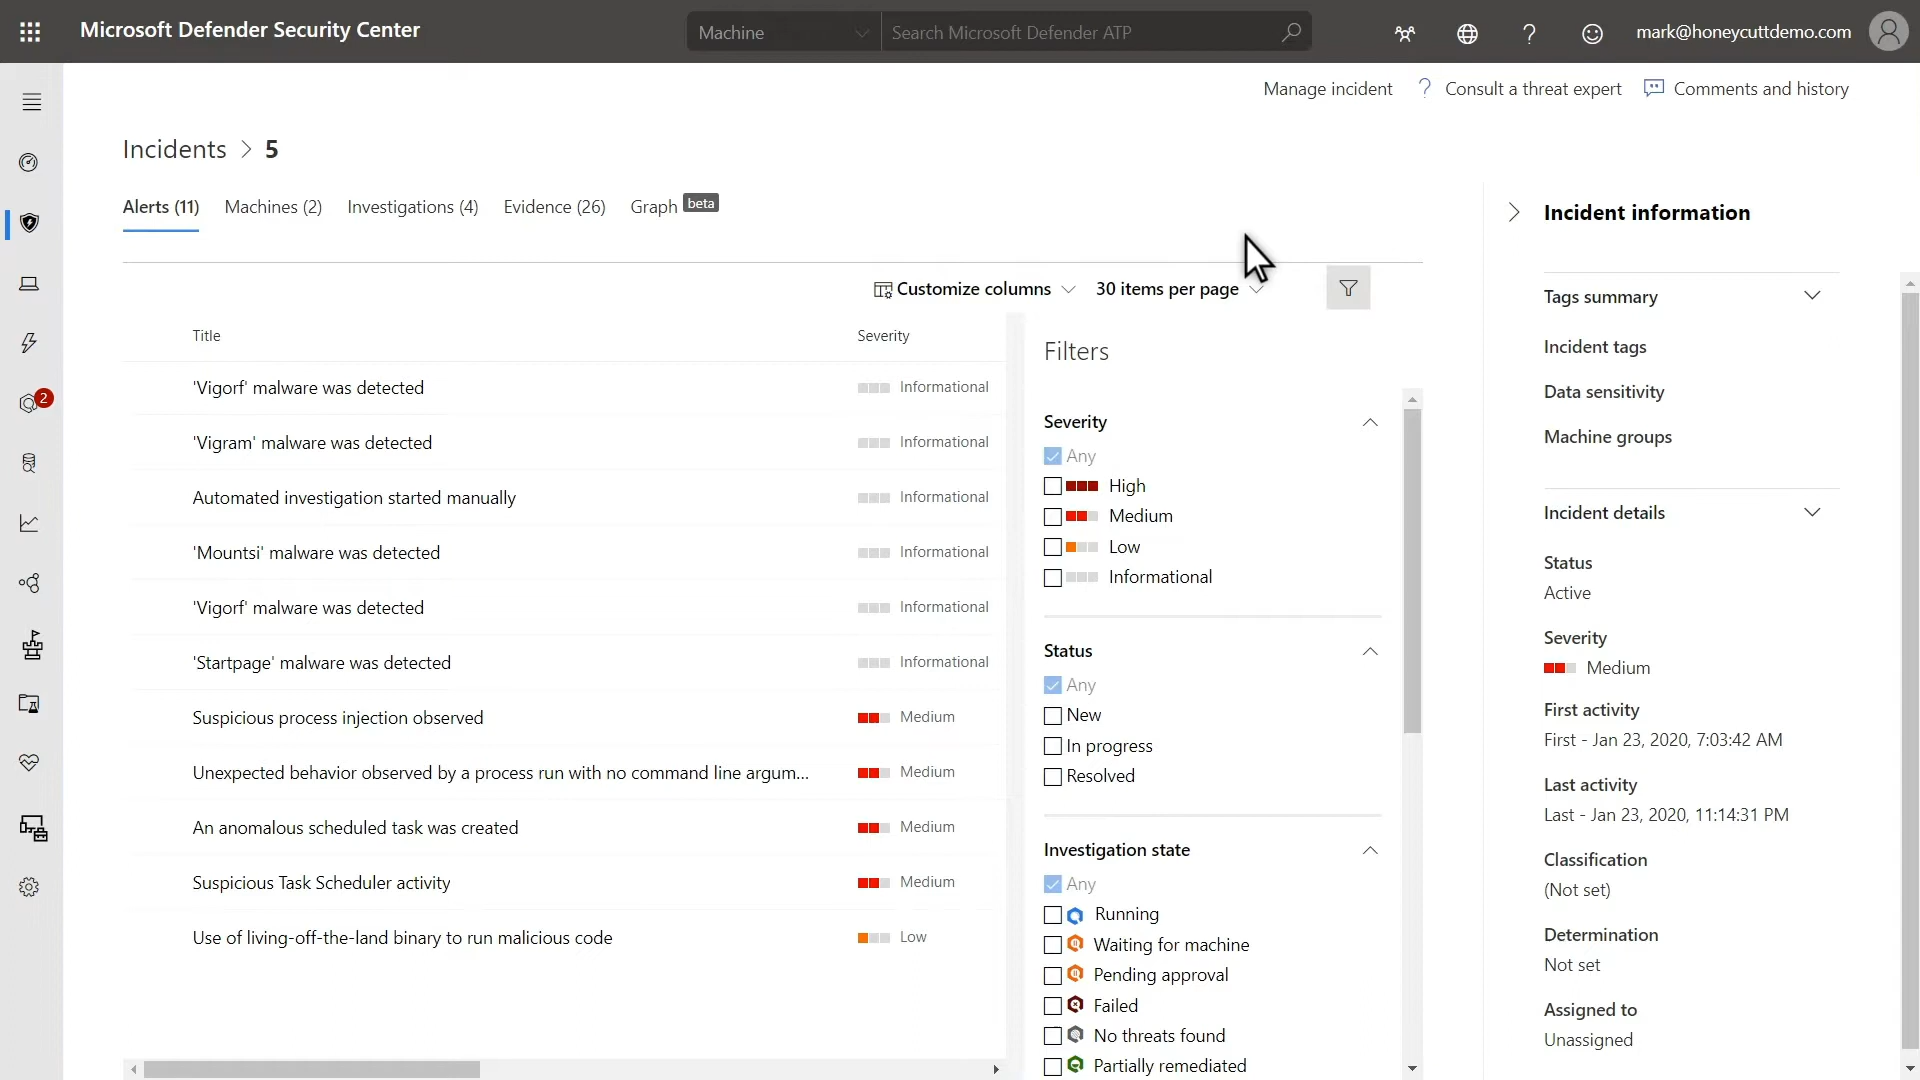 Microsoft Defender Security Center
Machine
Search Microsoft Defender ATP
mark@honeycuttdemo.com
Manage incident
Consult a threat expert
Comments and history
Incidents > 5
Alerts (11)
Machines (2)
Investigations (4)
Evidence (26)
Graph beta
Customize columns
30 items per page
Title
Severity
'Vigorf' malware was detected
Informational
'Vigram' malware was detected
Informational
Automated investigation started manually
Informational
'Mountsi' malware was detected
Informational
'Vigorf' malware was detected
Informational
'Startpage' malware was detected
Informational
Suspicious process injection observed
Medium
Unexpected behavior observed by a process run with no command line argum...
Medium
An anomalous scheduled task was created
Medium
Suspicious Task Scheduler activity
Medium
Use of living-off-the-land binary to run malicious code
Low
2
Filters
Severity
Any
High
Medium
Low
Informational
Status
Any
New
In progress
Resolved
Investigation state
Any
Running
Waiting for machine
Pending approval
Failed
No threats found
Partially remediated
Incident information
Tags summary
Incident tags
Data sensitivity
Machine groups
Incident details
Status
Active
Severity
Medium
First activity
First - Jan 23, 2020, 7:03:42 AM
Last activity
Last - Jan 23, 2020, 11:14:31 PM
Classification
(Not set)
Determination
Not set
Assigned to
Unassigned